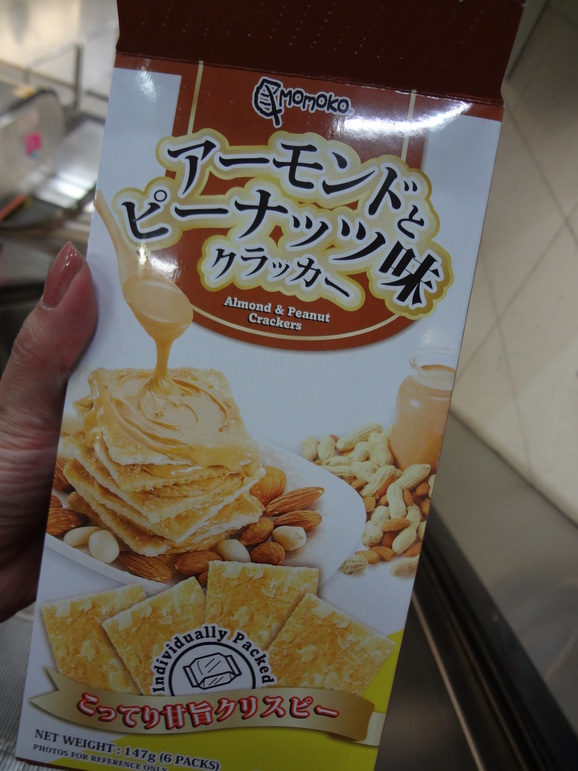 MOMOKO
アーモンドと
ピーナッツ味
クラッカー
Almond & Peanut
Crackers
Individually Packed
こってり甘旨クリスピー
NET WEIGHT : 147g (6 PACKS)
PHOTOS FOR REFERENCE ONLY